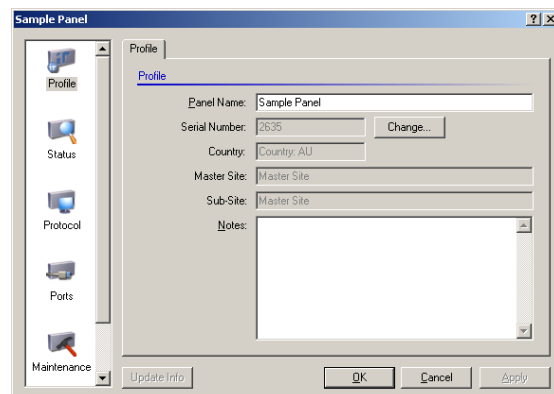 Sample Panel
Profile
Status
Protocol
Ports
Maintenance
Profile
Profile
Panel Name: Sample Panel
Serial Number: 2635 Change...
Country: Country: AU
Master Site: Master Site
Sub-Site: Master Site
Notes:
Update Info OK Cancel Apply